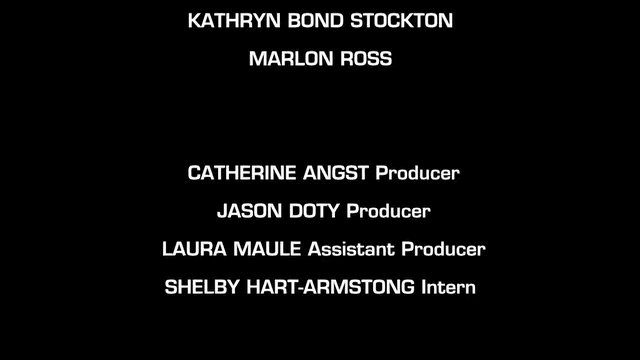 KATHRYN BOND STOCKTON
MARLON ROSS
CATHERINE ANGST Producer
JASON DOTY Producer
LAURA MAULE Assistant Producer
SHELBY HART-ARMSTONG Intern